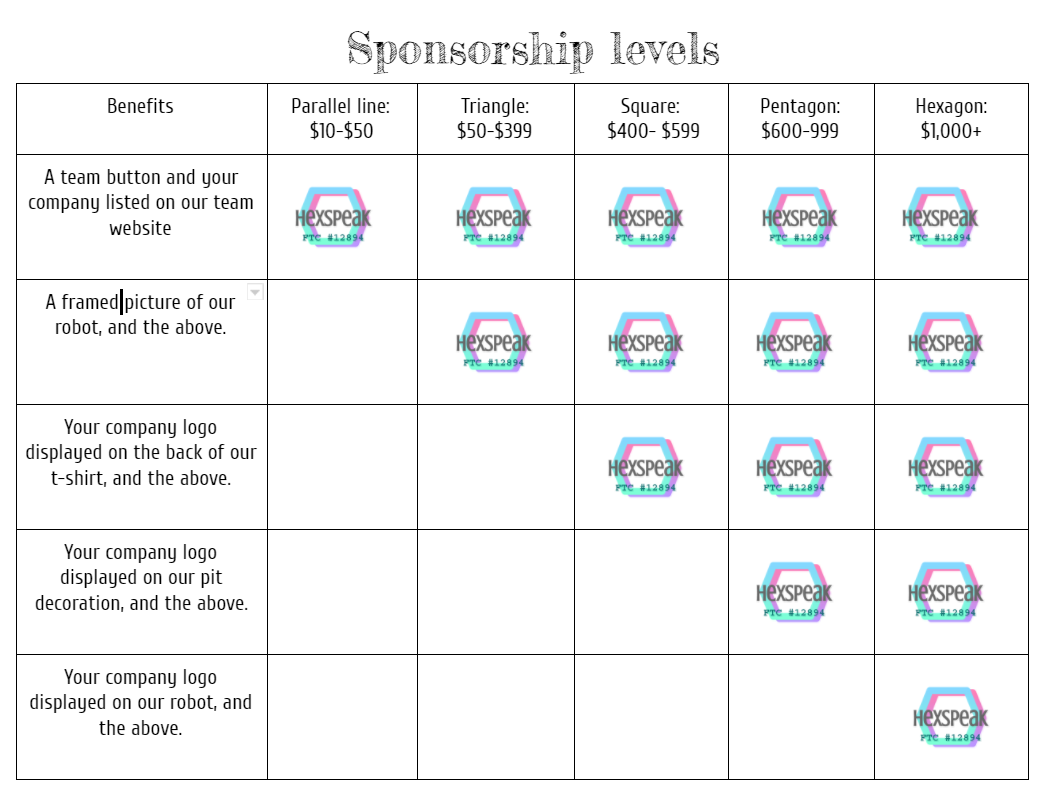 Sponsorship levels
Benefits
Parallel line:
$10-$50
Triangle:
$50-$399
Square:
$400- $599
Pentagon:
$600-999
Hexagon:
$1,000+
A team button and your
company listed on our team
website
HexSpeak
FTC #12894
HexSpeak
FTC #12894
HexSpeak
FTC #12894
HexSpeak
FTC #12894
HexSpeak
FTC #12894
A framed picture of our
robot, and the above.
HexSpeak
FTC #12894
HexSpeak
FTC #12894
HexSpeak
FTC #12894
HexSpeak
FTC #12894
Your company logo
displayed on the back of our
t-shirt, and the above.
HexSpeak
FTC #12894
HexSpeak
FTC #12894
HexSpeak
FTC #12894
Your company logo
displayed on our pit
decoration, and the above.
HexSpeak
FTC #12894
HexSpeak
FTC #12894
Your company logo
displayed on our robot, and
the above.
HexSpeak
FTC #12894